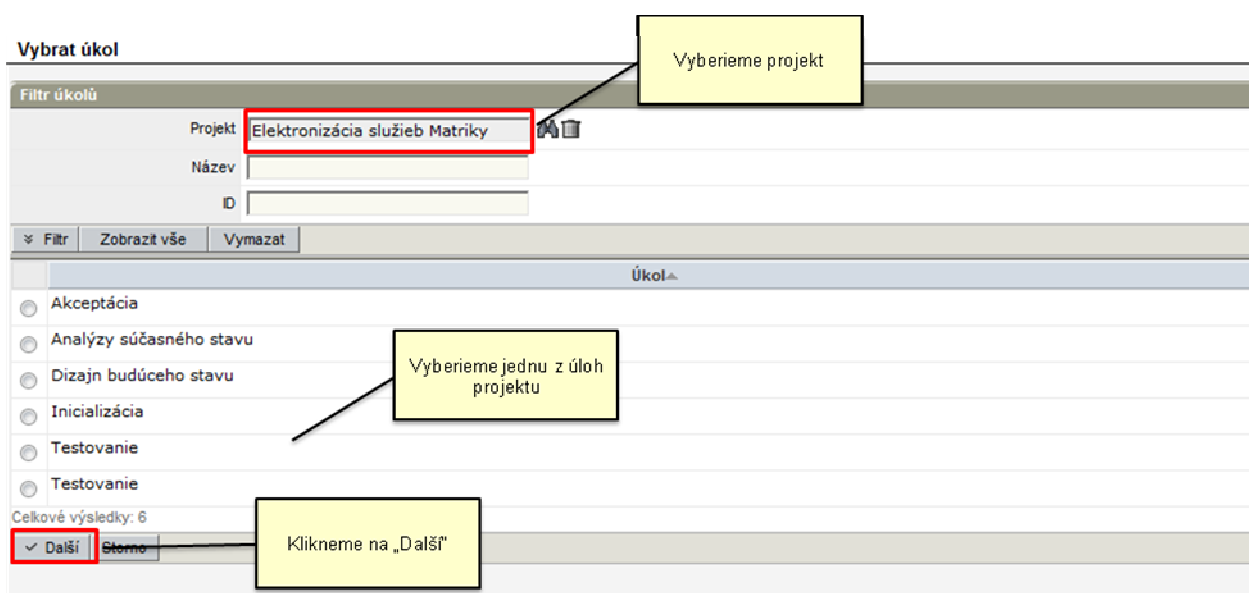 Vybrat úkol
Vyberieme projekt
Filtr úkolů
Projekt Elektronizácia služieb Matriky
Název
ID
Filtr Zobrazit vše Vymazat
Úkol
Akceptácia
Analýzy súčasného stavu
Dizajn budúceho stavu
Vyberieme jednu z úloh
projektu
Inicializácia
Testovanie
Testovanie
Celkové výsledky: 6
Další Storno
Klikneme na „Další"